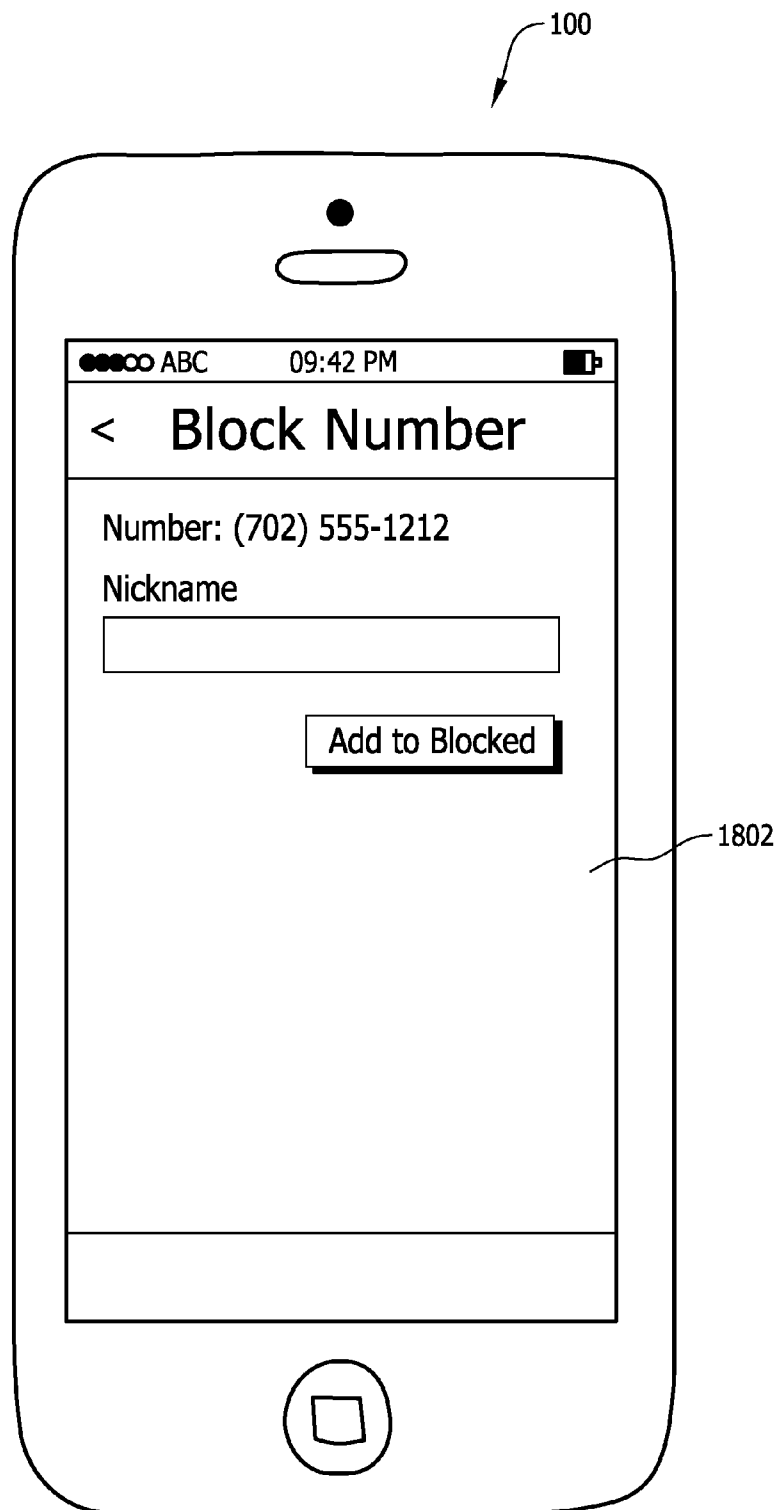 100
ABC 09:42 PM
< Block Number
Number: (702) 555-1212
Nickname
Add to Blocked
1802